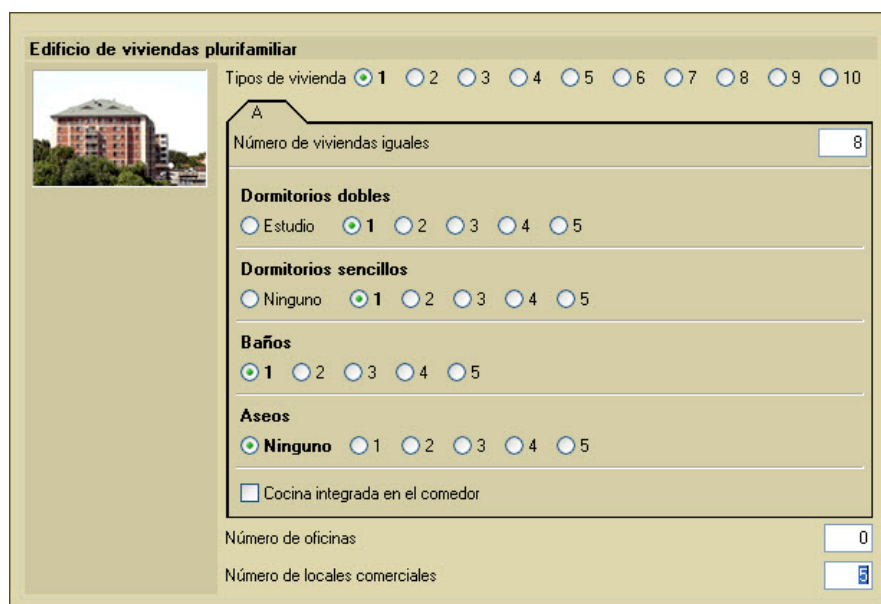 Edificio de viviendas plurifamiliar
Tipos de vivienda 1 2 3 4 5 6 7 8 9 10
A
Número de viviendas iguales 8
Dormitorios dobles
Estudio 1 2 3 4 5
Dormitorios sencillos
Ninguno 1 2 3 4 5
Baños
1 2 3 4 5
Aseos
Ninguno 1 2 3 4 5
Cocina integrada en el comedor
Número de oficinas 0
Número de locales comerciales 5